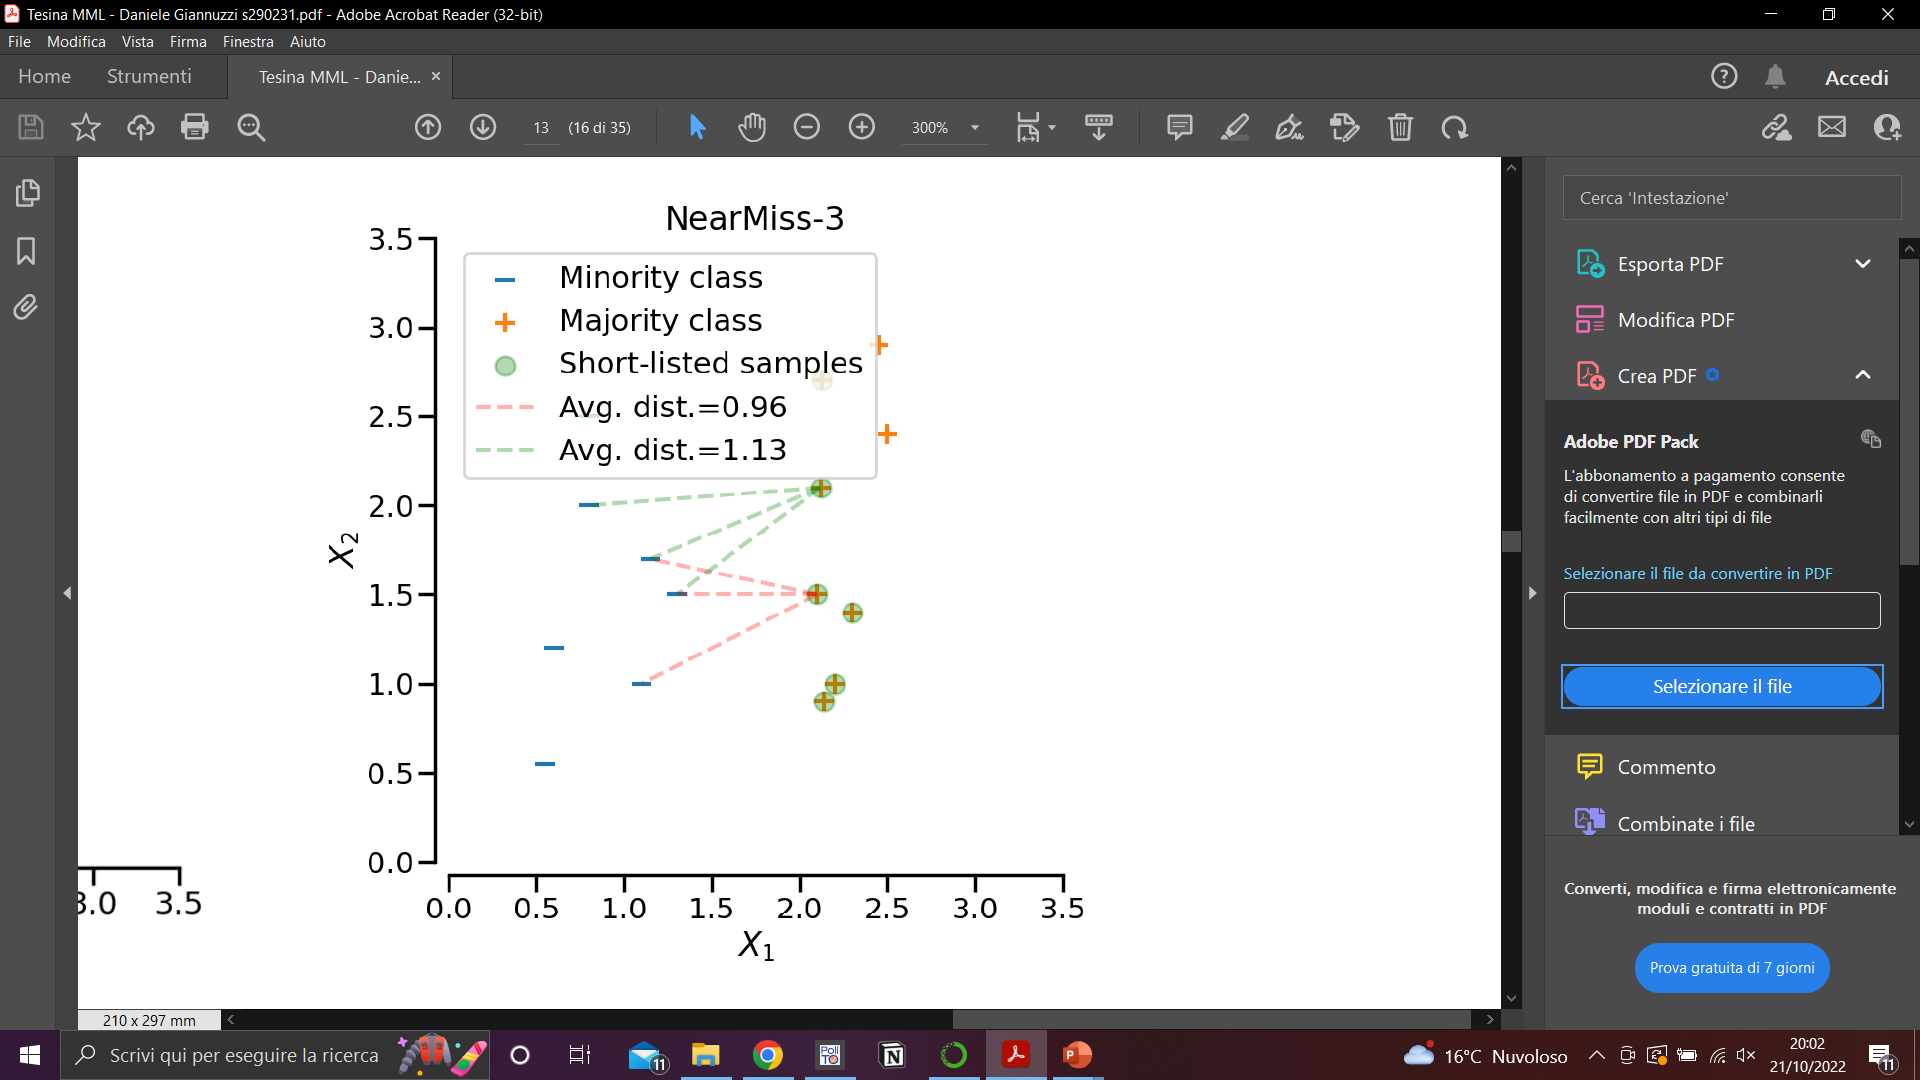 Tesina MML - Daniele Giannuzzi s290231.pdf - Adobe Acrobat Reader (32-bit)
File Modifica Vista Firma Finestra Aiuto
Home Strumenti Tesina MML - Danie... × Accedi
13 (16 di 35) 300%
Cerca 'Intestazione'
Esporta PDF
Modifica PDF
Crea PDF
Adobe PDF Pack
L'abbonamento a pagamento consente
di convertire file in PDF e combinarli
facilmente con altri tipi di file
Selezionare il file da convertire in PDF
Selezionare il file
Commento
Combinate i file
Converti, modifica e firma elettronicamente
moduli e contratti in PDF
Prova gratuita di 7 giorni
NearMiss-3
Minority class
Majority class
Short-listed samples
Avg. dist.=0.96
Avg. dist.=1.13
3.5
3.0
2.5
2.0
1.5
1.0
0.5
0.0
X2
0.0 0.5 1.0 1.5 2.0 2.5 3.0 3.5
X1
3.0 3.5
210 x 297 mm
Scrivi qui per eseguire la ricerca
11
Poli
TO
N
P
16°C Nuvoloso
20:02
21/10/2022
11